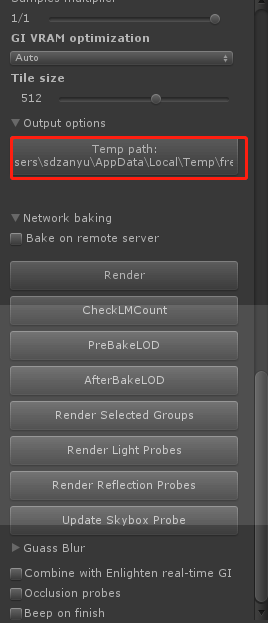 Samples multiplier
1/1
GI VRAM optimization
Auto
Tile size
512
Output options
Temp path:
sers\sdzanyu\AppData\Local\Temp\fre
Network baking
Bake on remote server
Render
CheckLMCount
PreBakeLOD
AfterBakeLOD
Render Selected Groups
Render Light Probes
Render Reflection Probes
Update Skybox Probe
Guass Blur
Combine with Enlighten real-time GI
Occlusion probes
Beep on finish